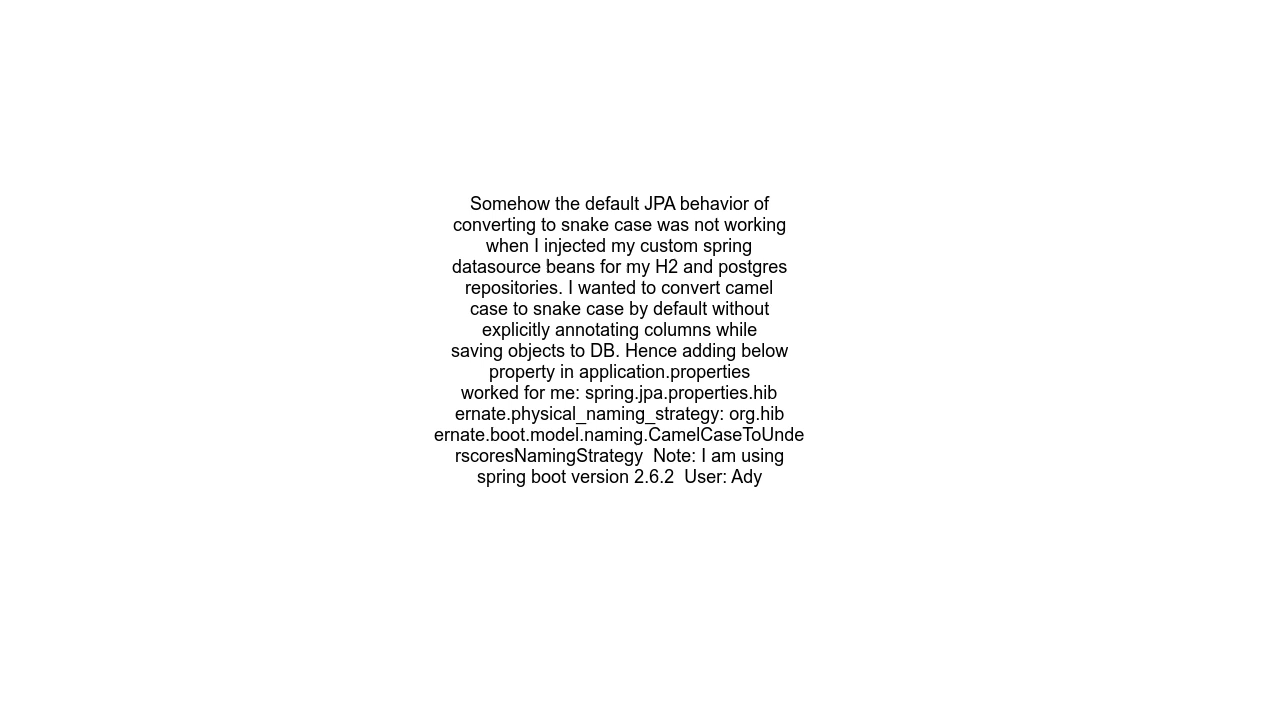 Somehow the default JPA behavior of
converting to snake case was not working
when I injected my custom spring
datasource beans for my H2 and postgres
repositories. I wanted to convert camel
case to snake case by default without
explicitly annotating columns while
saving objects to DB. Hence adding below
property in application.properties
worked for me: spring.jpa.properties.hib
ernate.physical_naming_strategy: org.hib
ernate.boot.model.naming.CamelCaseToUnde
rscoresNamingStrategy  Note: I am using
spring boot version 2.6.2  User: Ady